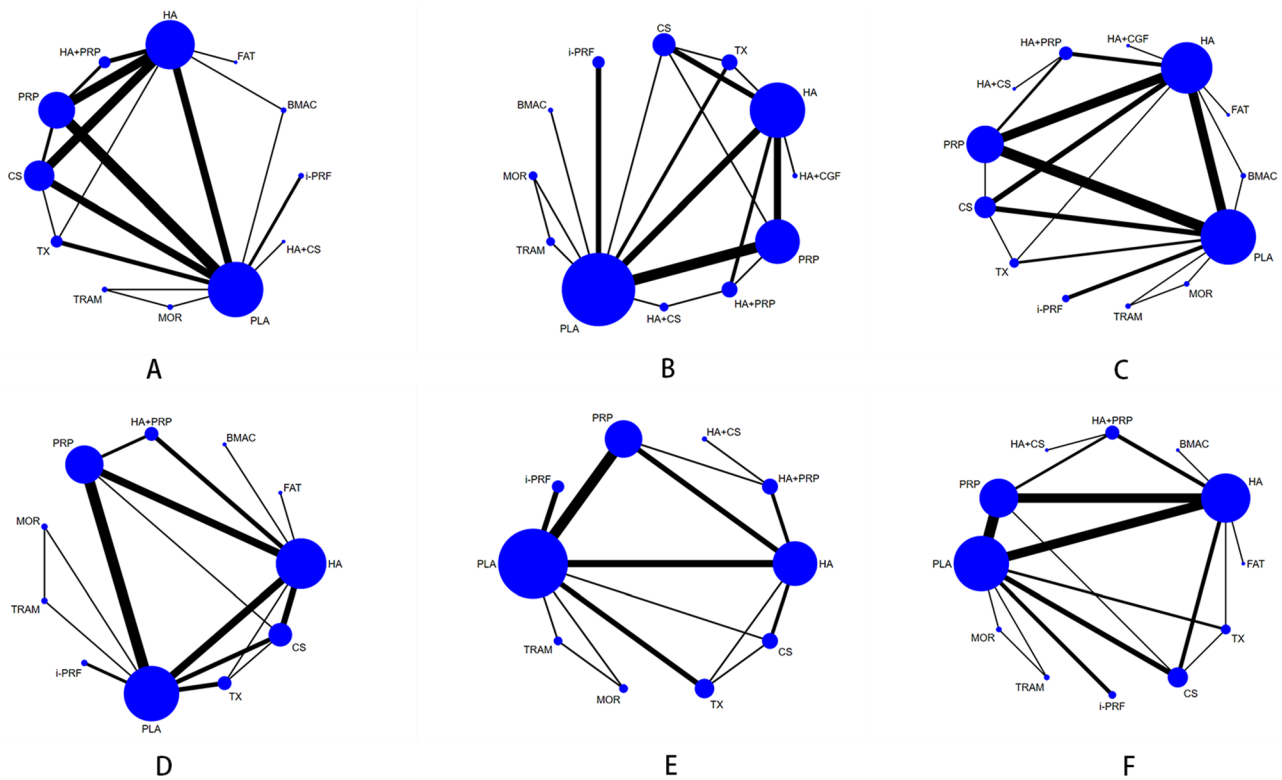 HA
HA+PRP
FAT
PRP
BMAC
CS
i-PRF
TX
HA+CS
TRAM
MOR
PLA
A
CS
i-PRF
TX
BMAC
HA
MOR
HA+CGF
TRAM
PRP
PLA
HA+CS
HA+PRP
B
HA+CGF
HA+PRP
HA
HA+CS
FAT
PRP
BMAC
CS
PLA
TX
MOR
i-PRF
TRAM
C
HA+PRP
BMAC
PRP
FAT
MOR
HA
TRAM
CS
i-PRF
TX
PLA
D
PRP
HA+CS
i-PRF
HA+PRP
PLA
HA
TRAM
CS
MOR
TX
E
HA+PRP
HA+CS
BMAC
PRP
HA
PLA
FAT
MOR
TX
TRAM
CS
i-PRF
F